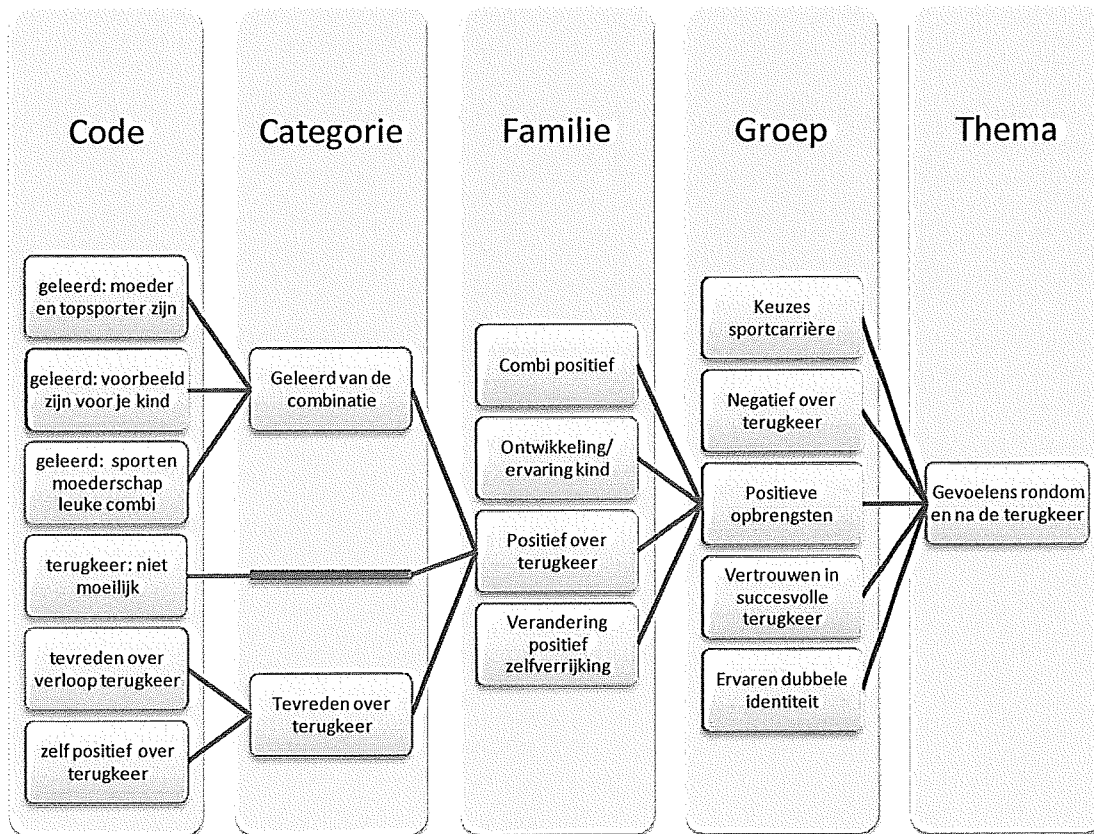 Code
Categorie
Familie
Groep
Thema
geleerd: moeder
en topsporter zijn
geleerd: voorbeeld
zijn voor je kind
geleerd: sport en
moederschap
leuke combi
terugkeer: niet
moeilijk
tevreden over
verloop terugkeer
zelf positief over
terugkeer
Geleerd van de
combinatie
Tevreden over
terugkeer
Combi positief
Ontwikkeling/
ervaring kind
Positief over
terugkeer
Verandering
positief
zelfverrijking
Keuzes
sportcarrière
Negatief over
terugkeer
Positieve
opbrengsten
Vertrouwen in
succesvolle
terugkeer
Ervaren dubbele
identiteit
Gevoelens rondom
en na de terugkeer